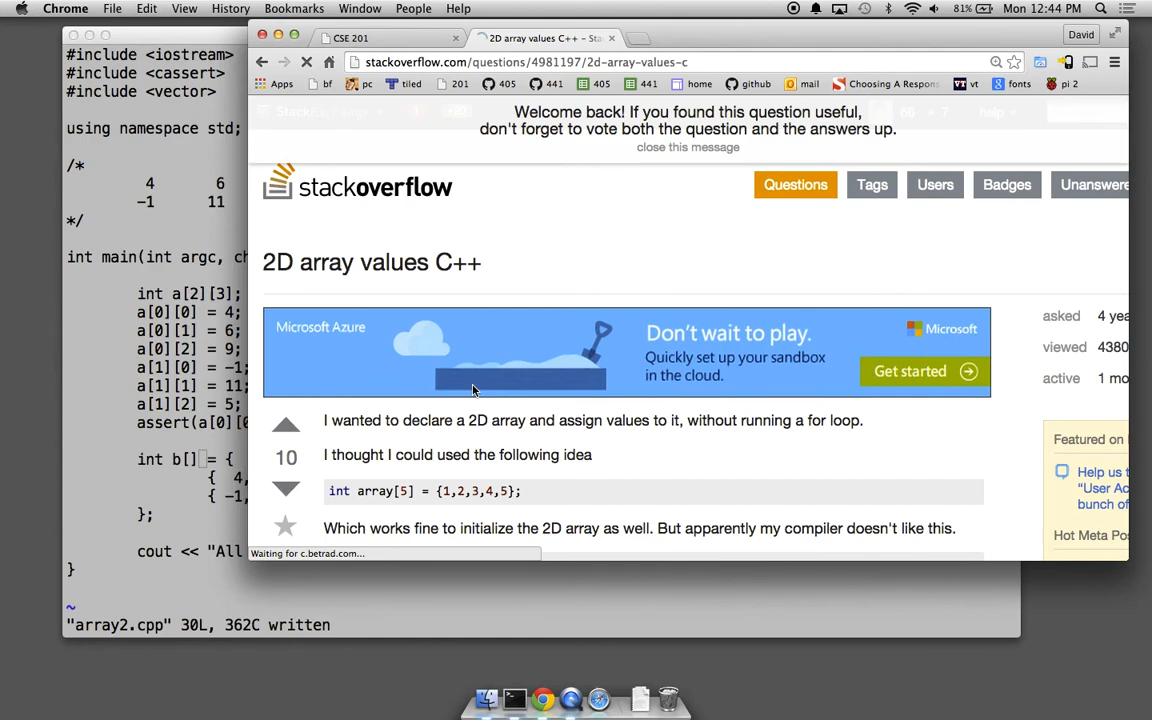 Chrome File Edit View History Bookmarks Window People Help 81% Mon 12:44 PM
CSE 201
2D array values C++ - Sta
David
stackoverflow.com/questions/4981197/2d-array-values-c
Apps bf pc 201 405 441 405 441 home github mail Choosing A Respons vt fonts pi 2
Welcome back! If you found this question useful,
don't forget to vote both the question and the answers up.
close this message
help
stackoverflow
Questions Tags Users Badges Unanswere
2D array values C++
Microsoft Azure
Don't wait to play.
Quickly set up your sandbox
in the cloud.
Microsoft
Get started
asked 4 yea
viewed 4380
active 1 mo
10
I wanted to declare a 2D array and assign values to it, without running a for loop.
I thought I could used the following idea
int array[5] = {1,2,3,4,5};
Which works fine to initialize the 2D array as well. But apparently my compiler doesn't like this.
Featured on
Help us t
"User Ac
bunch of
Hot Meta Pos
Waiting for c.betrad.com...
#include <iostream>
#include <cassert>
#include <vector>
using namespace std;
/*
4 6
-1 11
*/
int main(int argc, ch
int a[2][3];
a[0][0] = 4;
a[0][1] = 6;
a[0][2] = 9;
a[1][0] = -1;
a[1][1] = 11;
a[1][2] = 5;
assert(a[0][0
int b[] = {
{ 4,
{ -1,
};
cout << "All
}
~
"array2.cpp" 30L, 362C written